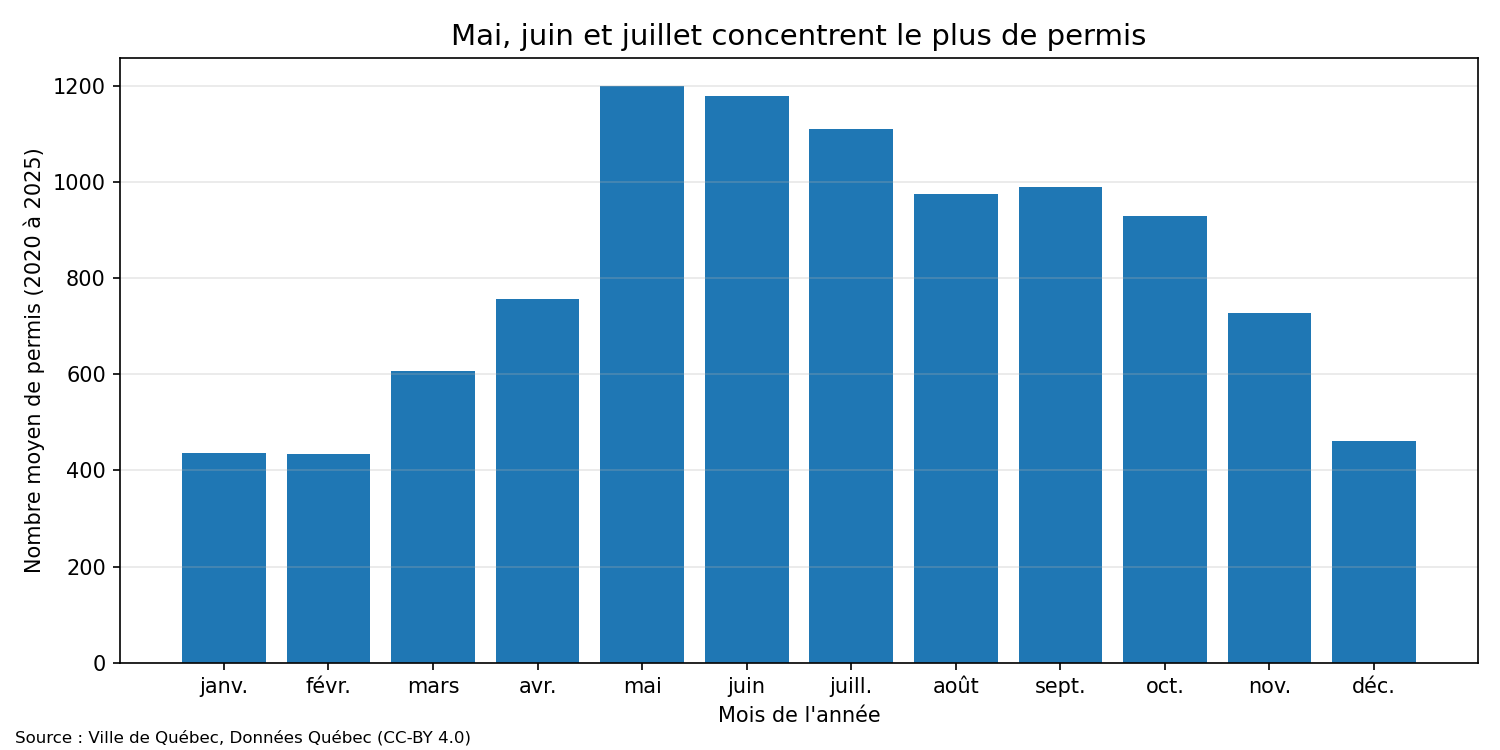 Mai, juin et juillet concentrent le plus de permis
Nombre moyen de permis (2020 à 2025)
1200
1000
800
600
400
200
0
janv. févr. mars avr. mai juin juill. août sept. oct. nov. déc.
Mois de l'année
Source : Ville de Québec, Données Québec (CC-BY 4.0)